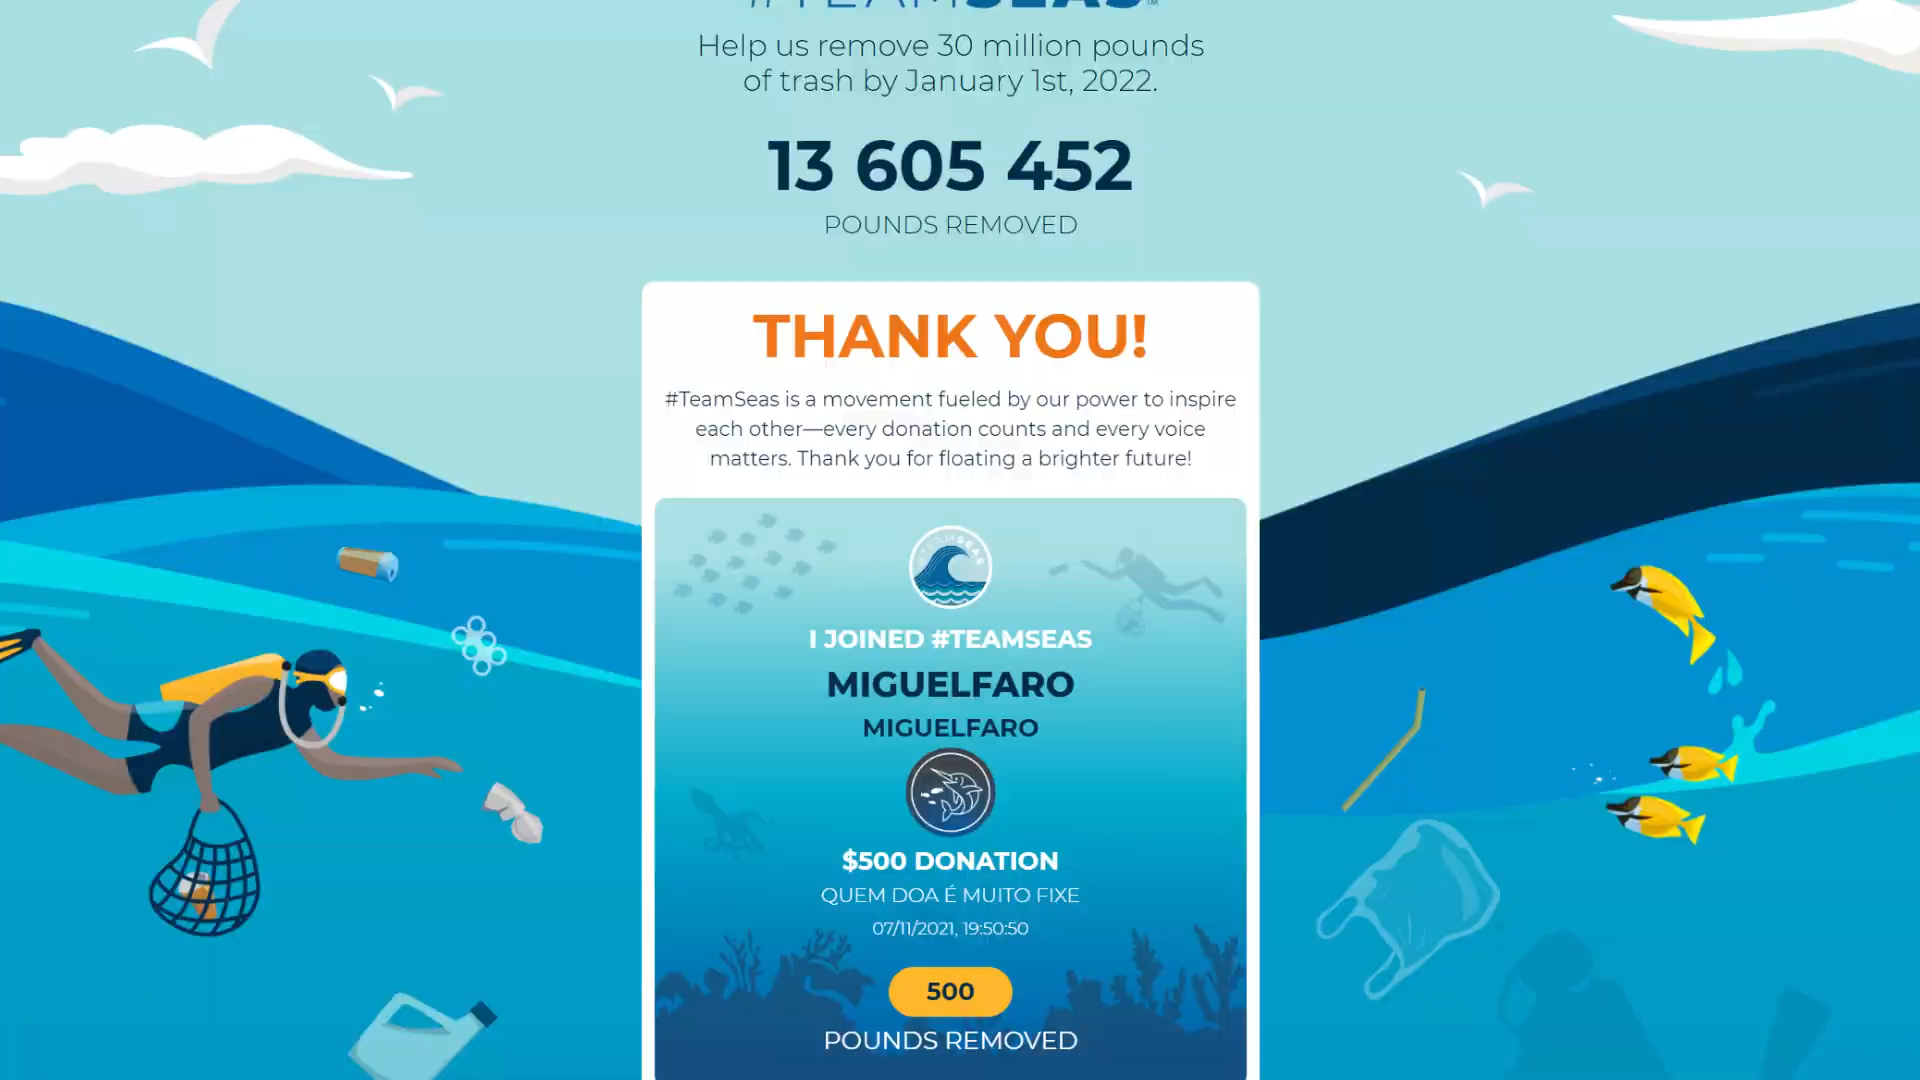 #TEAMSEAS™
Help us remove 30 million pounds
of trash by January 1st, 2022.
13 605 452
POUNDS REMOVED
THANK YOU!
#TeamSeas is a movement fueled by our power to inspire
each other—every donation counts and every voice
matters. Thank you for floating a brighter future!
TEAMSEAS
I JOINED #TEAMSEAS
MIGUELFARO
MIGUELFARO
$500 DONATION
QUEM DOA É MUITO FIXE
07/11/2021, 19:50:50
500
POUNDS REMOVED